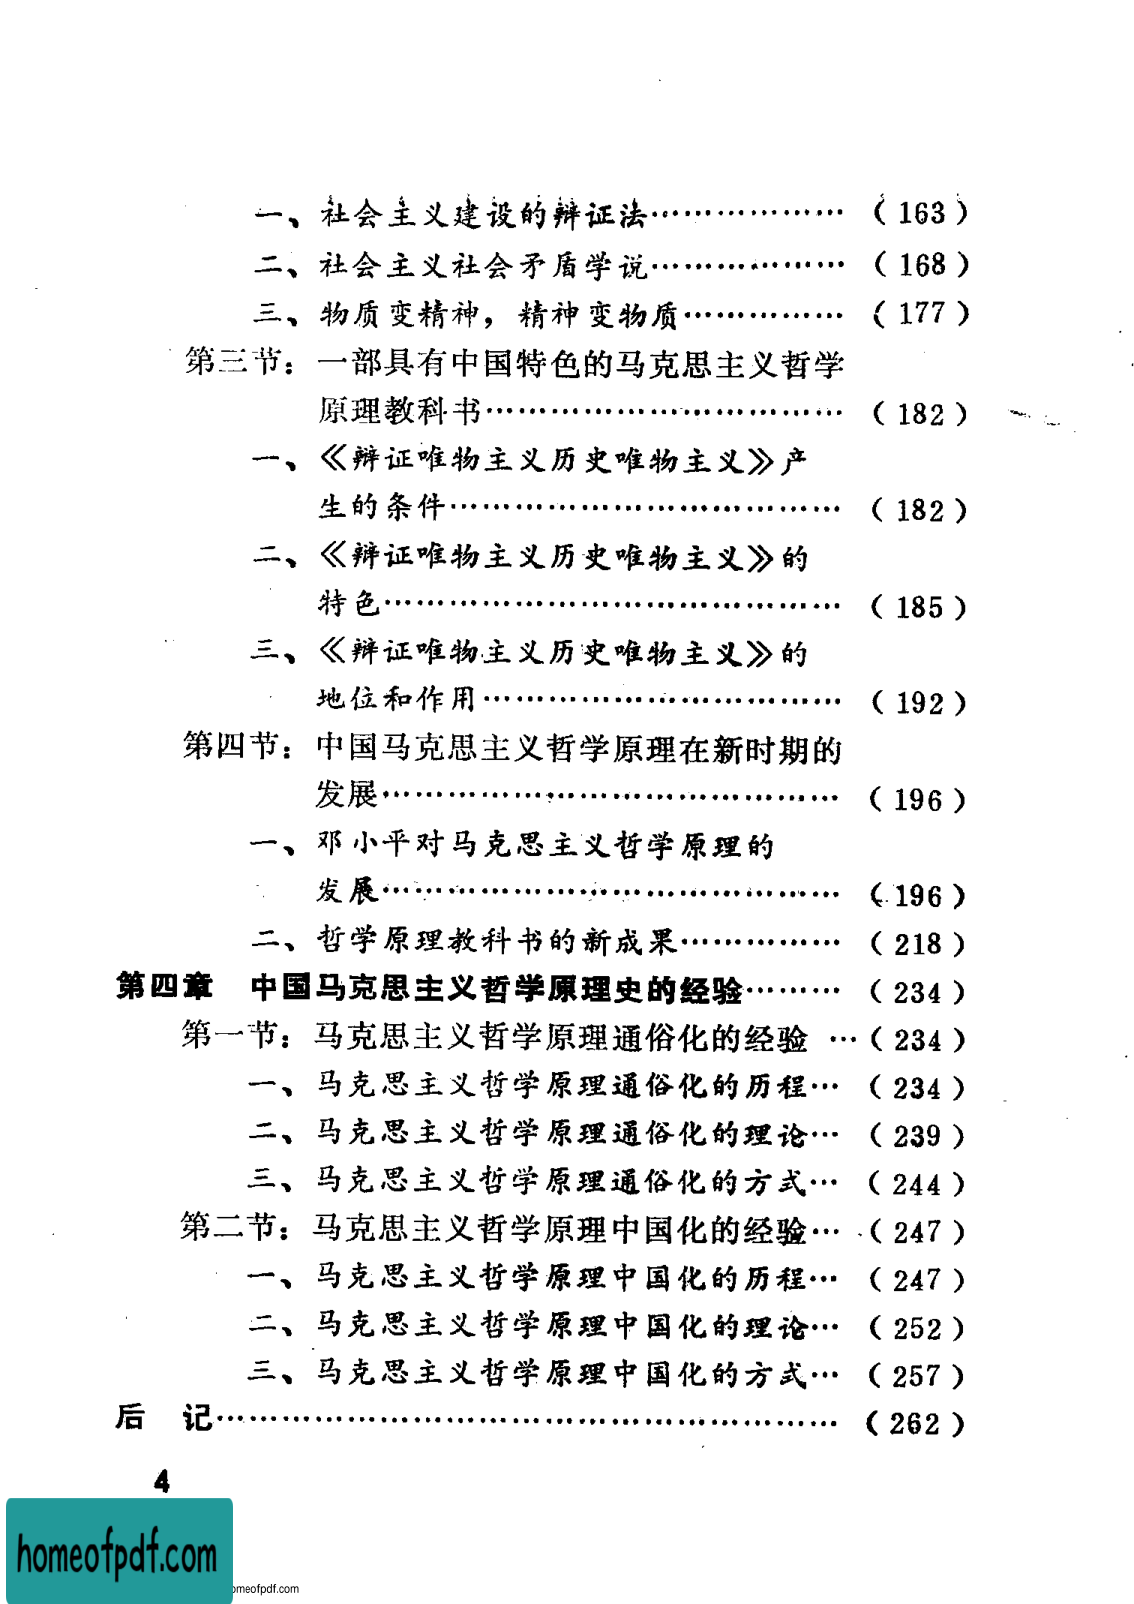 一、社会主义建设的辩证法………………（163）
二、社会主义社会矛盾学说………………（168）
三、物质变精神，精神变物质……………（177）
第三节：一部具有中国特色的马克思主义哲学
原理教科书………………………………（182）
一、《辩证唯物主义历史唯物主义》产
生的条件…………………………………（182）
二、《辩证唯物主义历史唯物主义》的
特色………………………………………（185）
三、《辩证唯物主义历史唯物主义》的
地位和作用………………………………（192）
第四节：中国马克思主义哲学原理在新时期的
发展………………………………………（196）
一、邓小平对马克思主义哲学原理的
发展………………………………………（196）
二、哲学原理教科书的新成果……………（218）
第四章　中国马克思主义哲学原理史的经验………（234）
第一节：马克思主义哲学原理通俗化的经验 …（234）
一、马克思主义哲学原理通俗化的历程…（234）
二、马克思主义哲学原理通俗化的理论…（239）
三、马克思主义哲学原理通俗化的方式…（244）
第二节：马克思主义哲学原理中国化的经验…（247）
一、马克思主义哲学原理中国化的历程…（247）
二、马克思主义哲学原理中国化的理论…（252）
三、马克思主义哲学原理中国化的方式…（257）
后　记………………………………………………………（262）
4
homeofpdf.com
omeofpdf.com